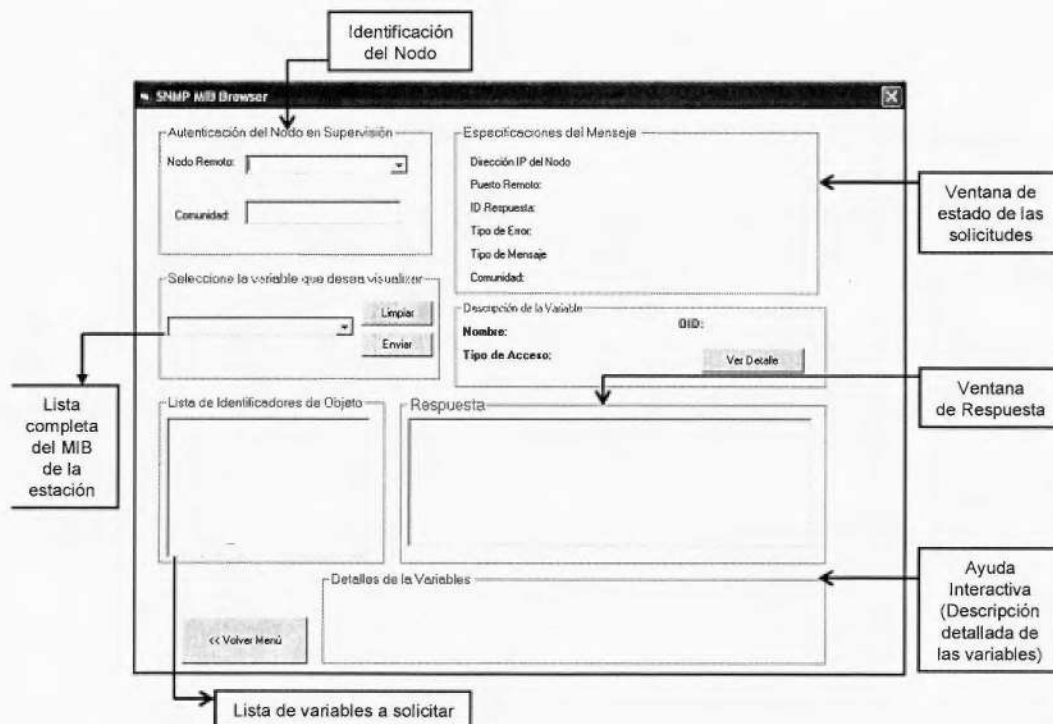 Identificación
del Nodo
SNMP MIB Browser
Autenticación del Nodo en Supervisión
Nodo Remoto:
Comunidad:
Especificaciones del Mensaje
Dirección IP del Nodo
Puerto Remoto:
ID Respuesta:
Tipo de Error:
Tipo de Mensaje
Comunidad:
Ventana de
estado de las
solicitudes
Seleccione la variable que desea visualizar
Limpiar
Enviar
Descripción de la Variable
Nombre:
OID:
Tipo de Acceso:
Ver Detalle
Lista
completa
del MIB
de la
estación
Ventana
de Respuesta
Lista de Identificadores de Objeto
Respuesta
Detalles de la Variables
<< Volver Menú
Ayuda
Interactiva
(Descripción
detallada de
las variables)
Lista de variables a solicitar